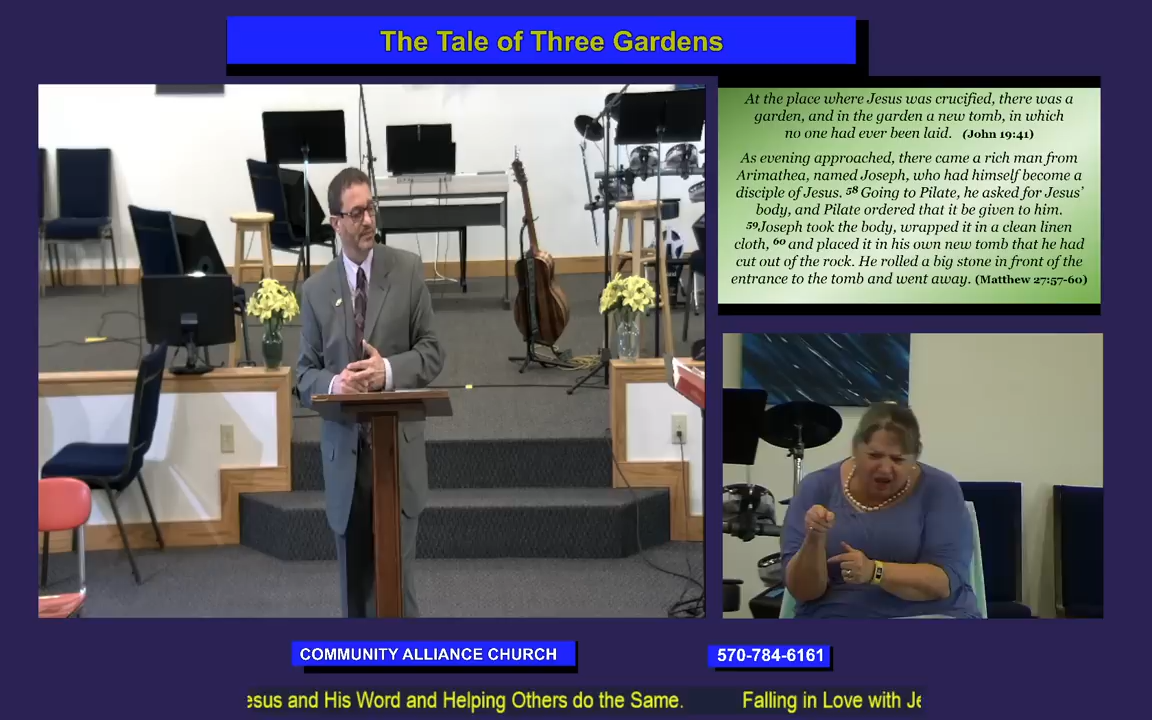 The Tale of Three Gardens
At the place where Jesus was crucified, there was a
garden, and in the garden a new tomb, in which
no one had ever been laid. (John 19:41)
As evening approached, there came a rich man from
Arimathea, named Joseph, who had himself become a
disciple of Jesus. 58 Going to Pilate, he asked for Jesus'
body, and Pilate ordered that it be given to him.
59Joseph took the body, wrapped it in a clean linen
cloth, 60 and placed it in his own new tomb that he had
cut out of the rock. He rolled a big stone in front of the
entrance to the tomb and went away. (Matthew 27:57-60)
COMMUNITY ALLIANCE CHURCH
570-784-6161
esus and His Word and Helping Others do the Same. Falling in Love with Je